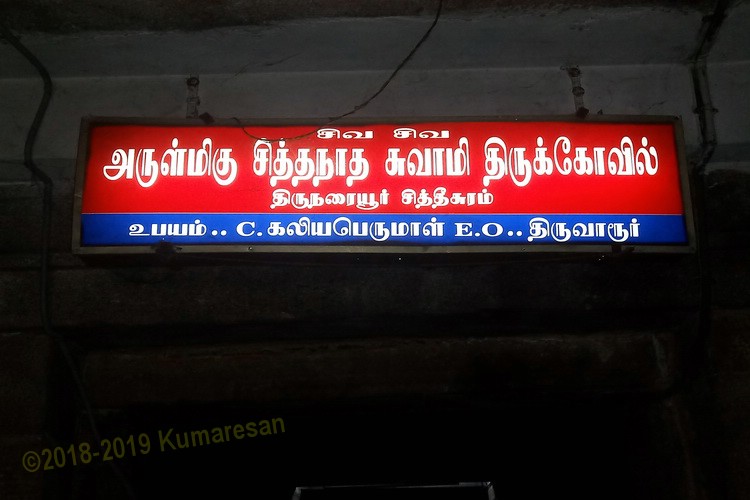 சிவ சிவ
அருள்மிகு சித்தநாத சுவாமி திருக்கோவில்
திருநரையூர் சித்தீசுரம்
உபயம்.. C.கலியபெருமாள் E.O.. திருவாரூர்
©2018-2019 Kumaresan